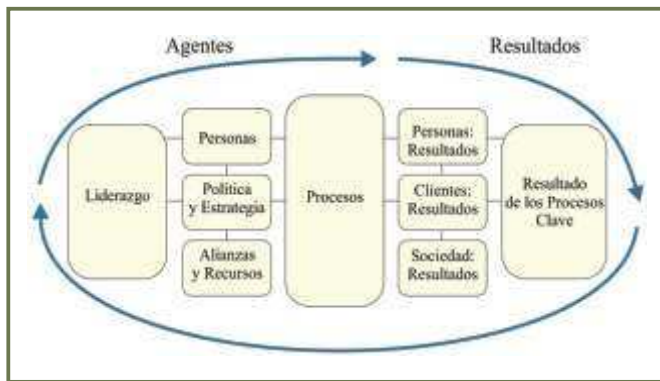 Agentes
Resultados
Liderazgo
Personas
Política
y Estrategia
Alianzas
y Recursos
Procesos
Personas:
Resultados
Clientes:
Resultados
Sociedad:
Resultados
Resultado
de los Procesos
Clave